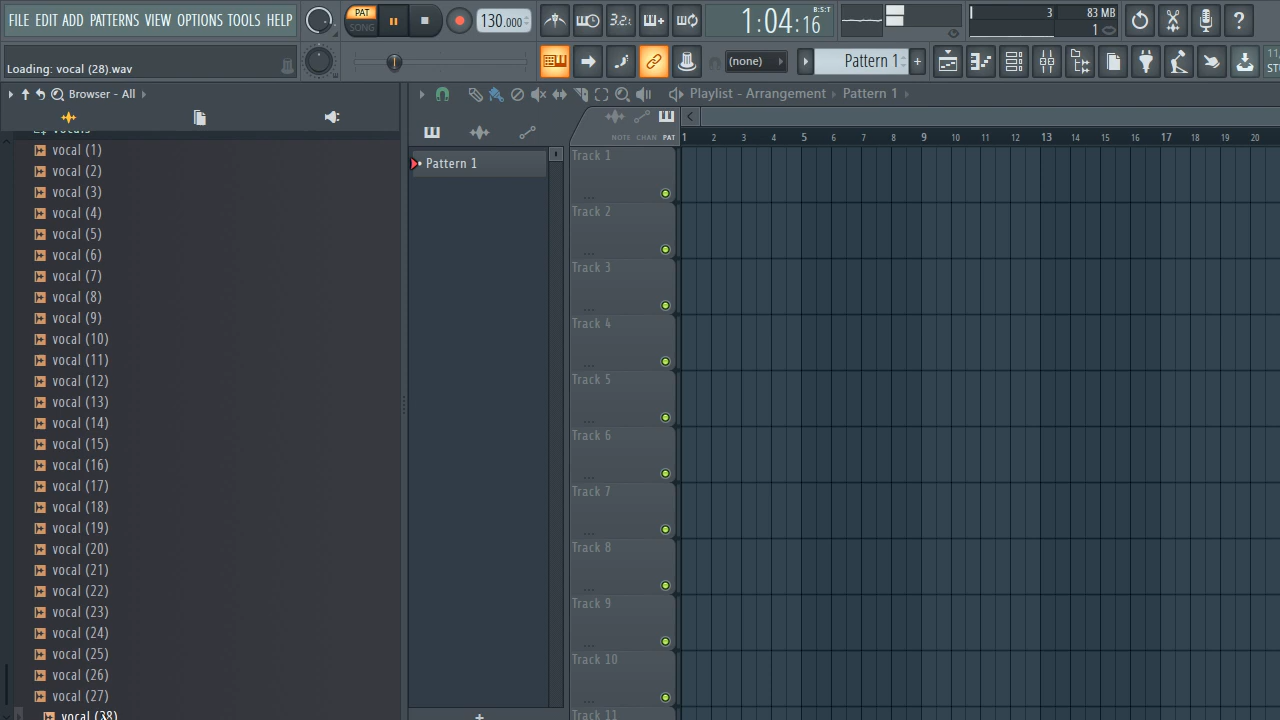 FILE EDIT ADD PATTERNS VIEW OPTIONS TOOLS HELP
PAT
SONG
130.000
3.2.
1:04:16
B:S:T
3
83 MB
1
Loading: vocal (28).wav
(none)
Pattern 1
+
Browser - All
Playlist - Arrangement
Pattern 1
NOTE CHAN PAT
1 2 3 4 5 6 7 8 9 10 11 12 13 14 15 16 17 18 19 20
vocal (1)
vocal (2)
vocal (3)
vocal (4)
vocal (5)
vocal (6)
vocal (7)
vocal (8)
vocal (9)
vocal (10)
vocal (11)
vocal (12)
vocal (13)
vocal (14)
vocal (15)
vocal (16)
vocal (17)
vocal (18)
vocal (19)
vocal (20)
vocal (21)
vocal (22)
vocal (23)
vocal (24)
vocal (25)
vocal (26)
vocal (27)
Pattern 1
+
Track 1
...
Track 2
...
Track 3
...
Track 4
...
Track 5
...
Track 6
...
Track 7
...
Track 8
...
Track 9
...
Track 10
...
Track 11